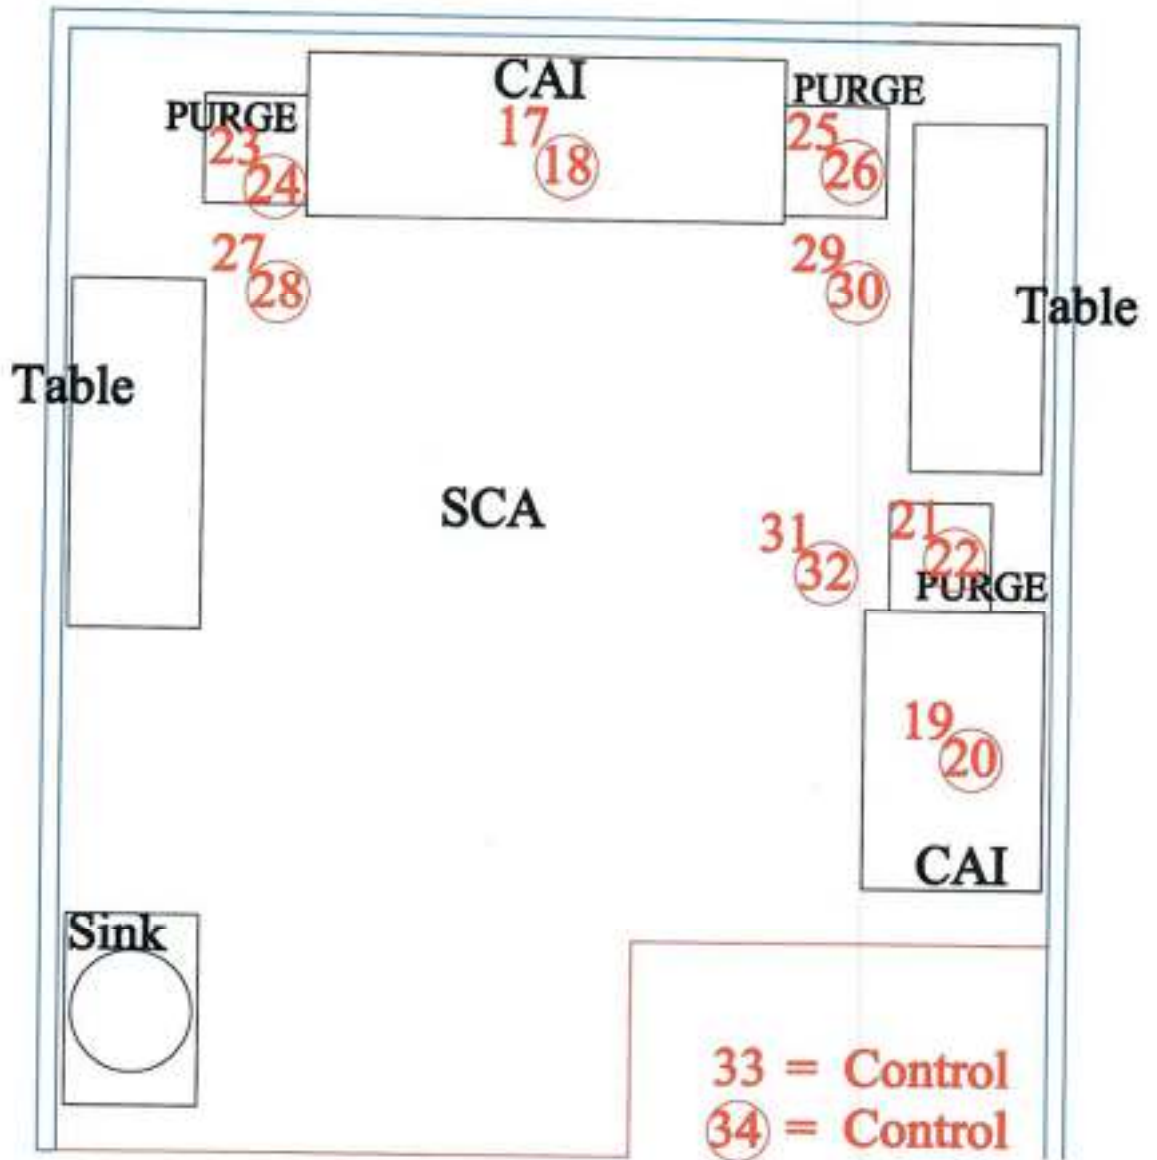 CAI
PURGE
PURGE
17
18
23
24
25
26
27
28
29
30
Table
Table
SCA
31
32
21
22
PURGE
19
20
CAI
Sink
33 = Control
34 = Control